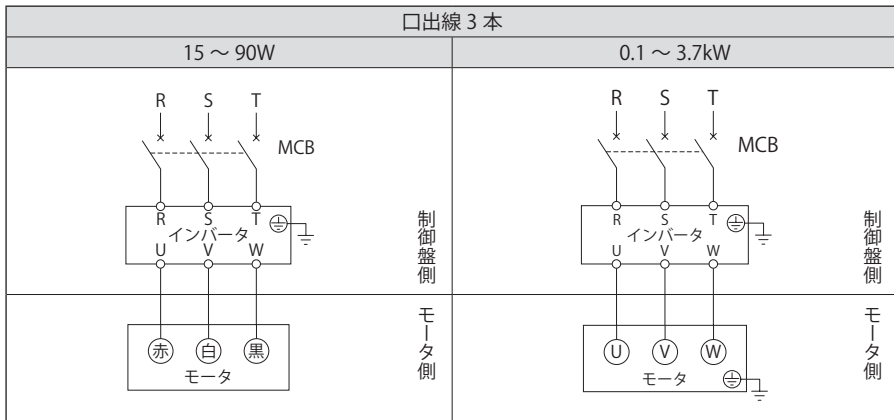 口出線 3 本
15 ～ 90W
0.1 ～ 3.7kW
R S T
MCB
R S T
インバータ
U V W
制御盤側
赤 白 黒
モータ
モータ側
R S T
MCB
R S T
インバータ
U V W
制御盤側
U V W
モータ
モータ側